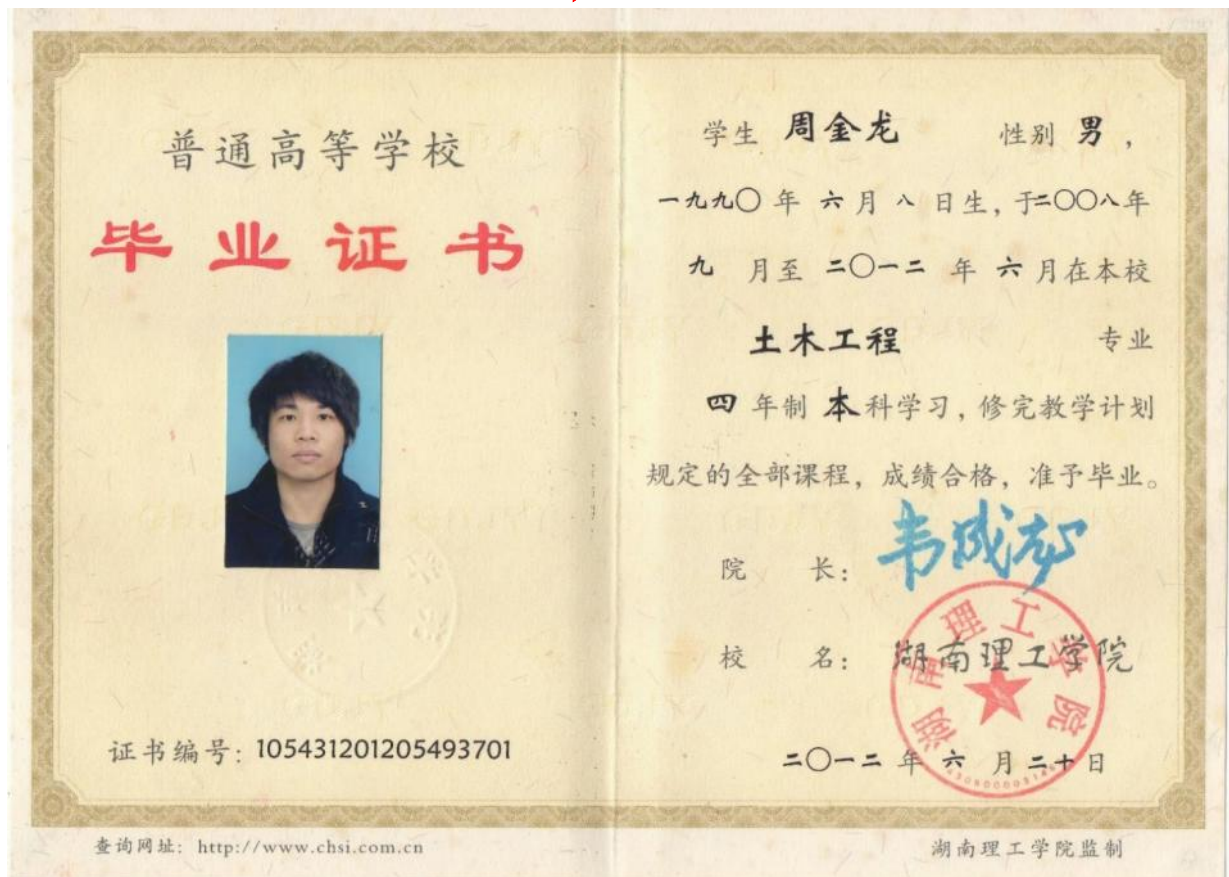 普通高等学校
毕业证书
证书编号：105431201205493701
查询网址：http://www.chsi.com.cn
学生 周金龙 性别 男，
一九九〇年 六月 八 日生，于二〇〇八年
九 月至 二〇一二 年 六月在本校
土木工程 专业
四 年制 本科学习，修完教学计划
规定的全部课程，成绩合格，准予毕业。
院 长：
校 名：湖南理工学院
湖南理工学院
二〇一二 年 六 月 二十日
湖南理工学院监制